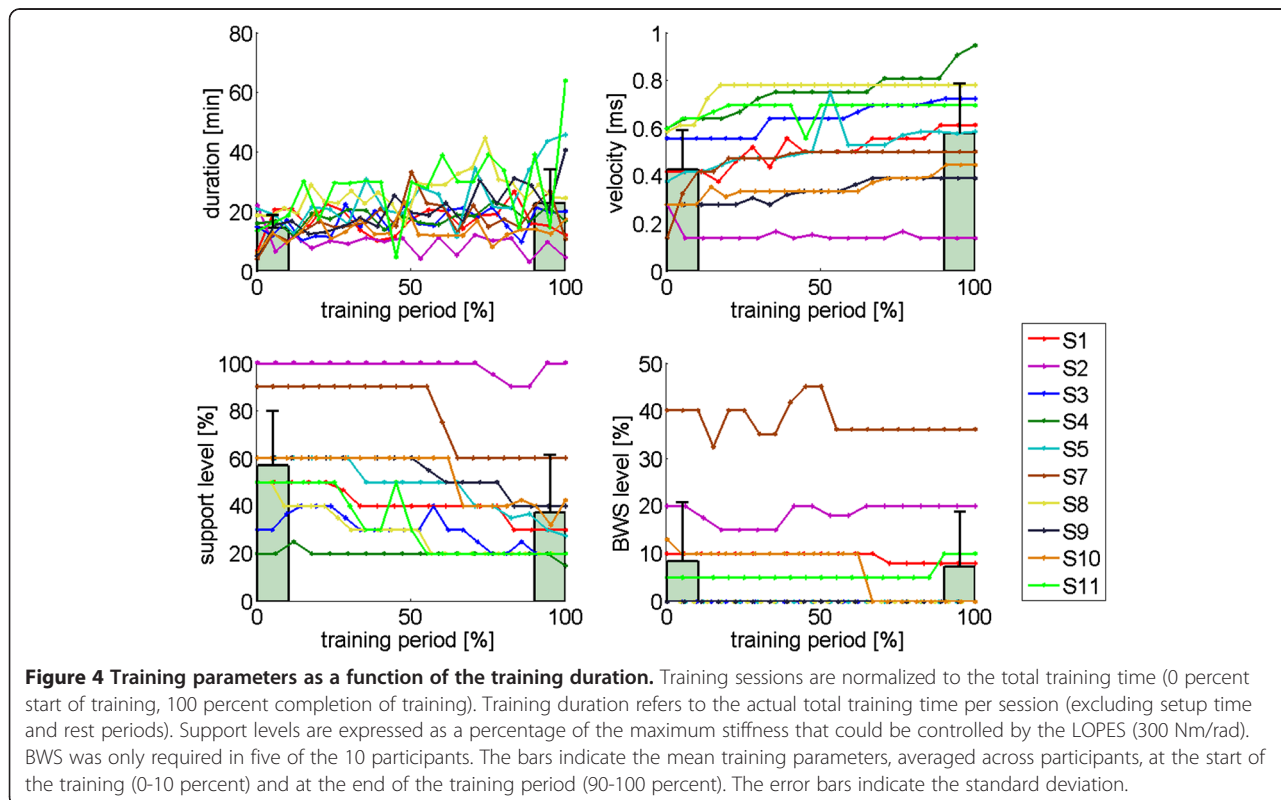 80
60
40
20
0
duration [min]
0 50 100
training period [%]
1
0.8
0.6
0.4
0.2
0
velocity [ms]
0 50 100
training period [%]
100
80
60
40
20
0
support level [%]
0 50 100
training period [%]
50
40
30
20
10
0
BWS level [%]
0 50 100
training period [%]
S1
S2
S3
S4
S5
S7
S8
S9
S10
S11
Figure 4 Training parameters as a function of the training duration. Training sessions are normalized to the total training time (0 percent
start of training, 100 percent completion of training). Training duration refers to the actual total training time per session (excluding setup time
and rest periods). Support levels are expressed as a percentage of the maximum stiffness that could be controlled by the LOPES (300 Nm/rad).
BWS was only required in five of the 10 participants. The bars indicate the mean training parameters, averaged across participants, at the start of
the training (0-10 percent) and at the end of the training period (90-100 percent). The error bars indicate the standard deviation.